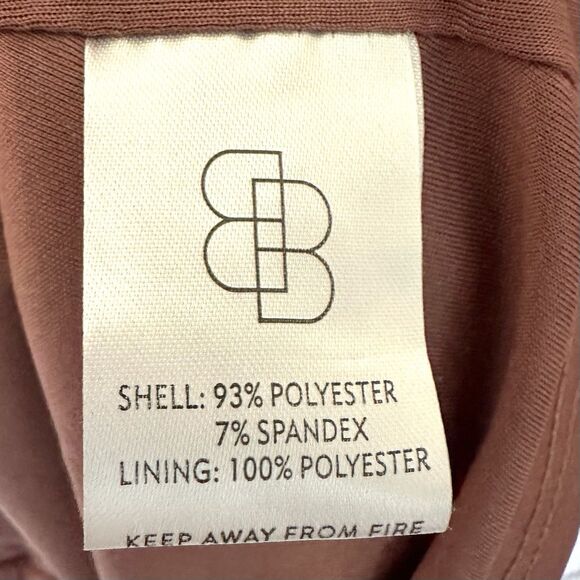 SHELL: 93% POLYESTER
7% SPANDEX
LINING: 100% POLYESTER
KEEP AWAY FROM FIRE